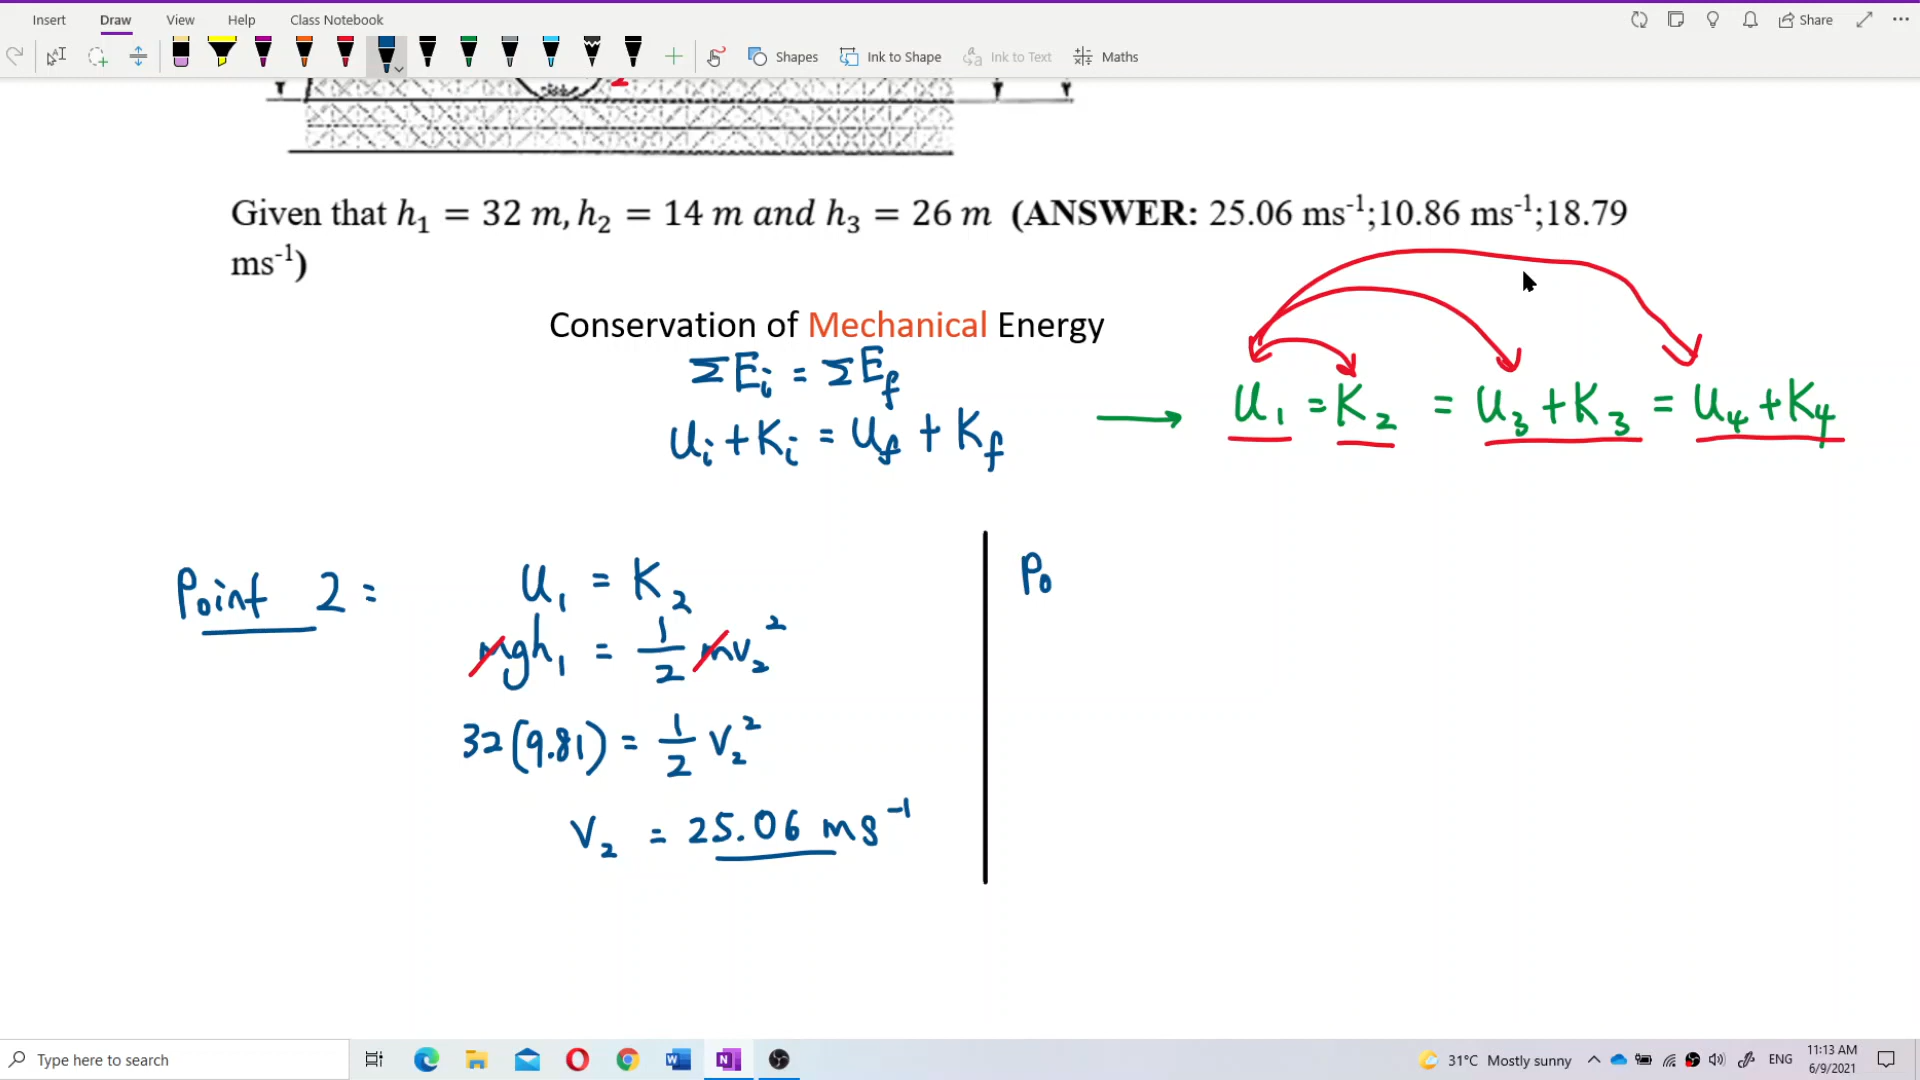 Insert Draw View Help Class Notebook Share
Shapes Ink to Shape Ink to Text Maths
2
Given that h₁ = 32 m, h₂ = 14 m and h₃ = 26 m (ANSWER: 25.06 ms⁻¹;10.86 ms⁻¹;18.79
ms⁻¹)
Conservation of Mechanical Energy
ΣEᵢ = ΣE_f
Uᵢ + Kᵢ = U_f + K_f → U₁ = K₂ = U₃ + K₃ = U₄ + K₄
Point 2 : U₁ = K₂
mgh₁ = 1/2 mv₂²
32(9.81) = 1/2 v₂²
v₂ = 25.06 ms⁻¹
Po
Type here to search
31°C Mostly sunny ENG 11:13 AM
6/9/2021